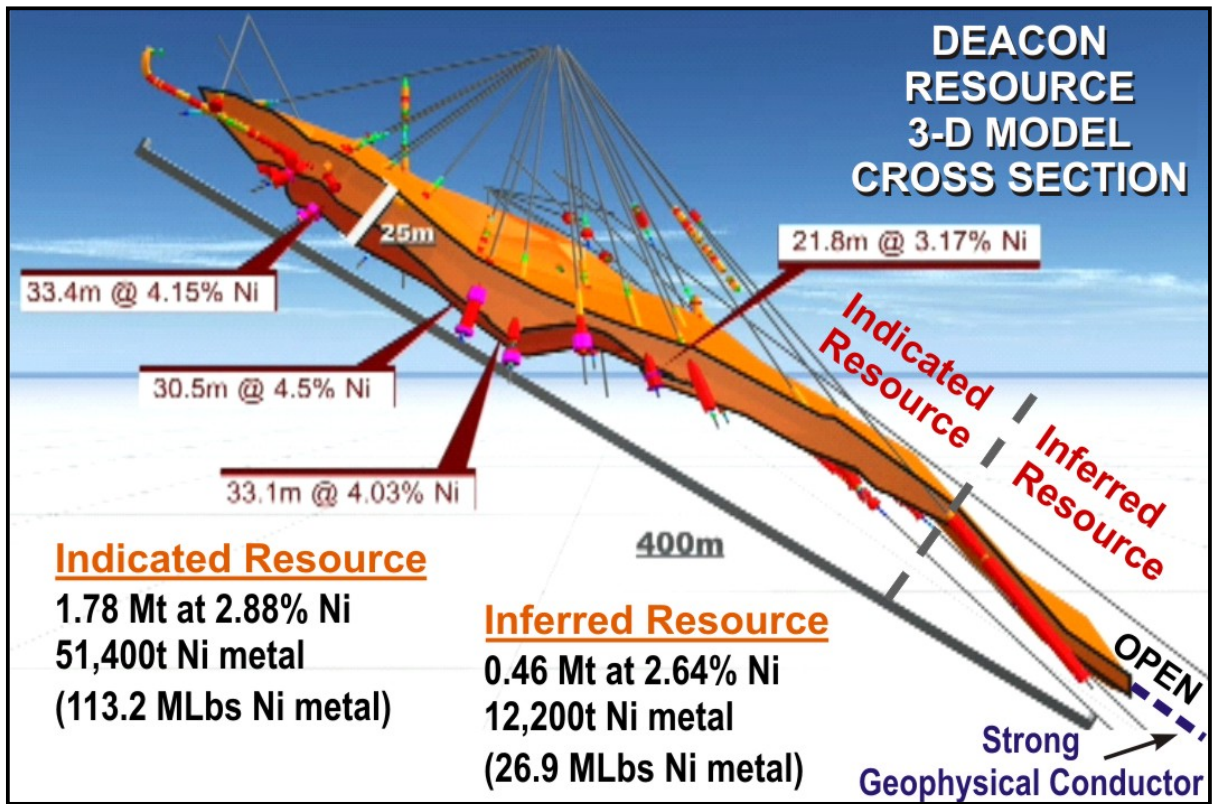 DEACON
RESOURCE
3-D MODEL
CROSS SECTION
25m
21.8m @ 3.17% Ni
33.4m @ 4.15% Ni
30.5m @ 4.5% Ni
33.1m @ 4.03% Ni
Indicated
Resource
Inferred
Resource
400m
Indicated Resource
1.78 Mt at 2.88% Ni
51,400t Ni metal
(113.2 MLbs Ni metal)
Inferred Resource
0.46 Mt at 2.64% Ni
12,200t Ni metal
(26.9 MLbs Ni metal)
OPEN
Strong
Geophysical Conductor